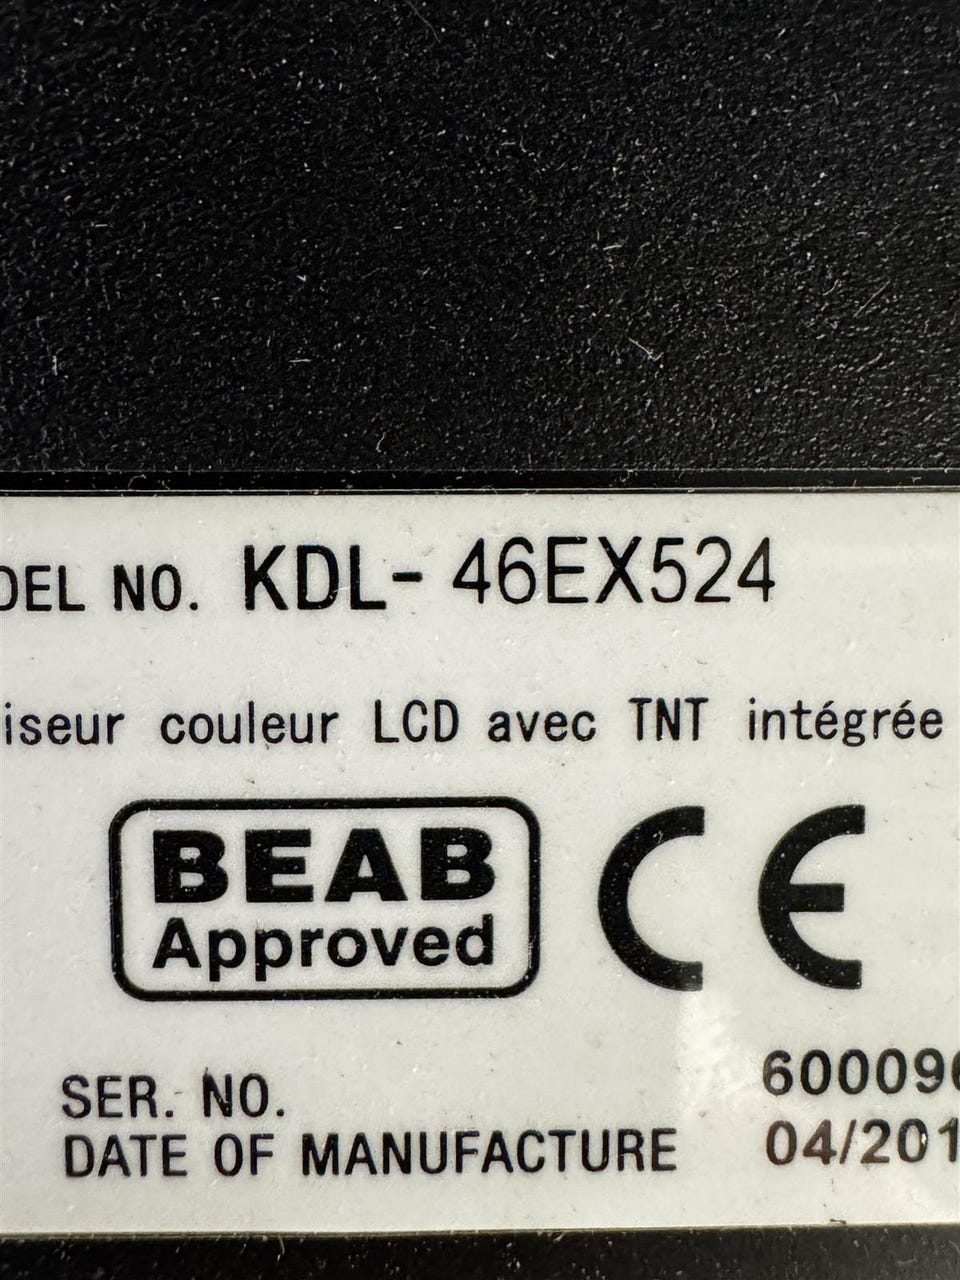 DEL NO. KDL-46EX524
iseur couleur LCD avec TNT intégrée
BEAB
Approved
CE
SER. NO. 60009
DATE OF MANUFACTURE 04/201